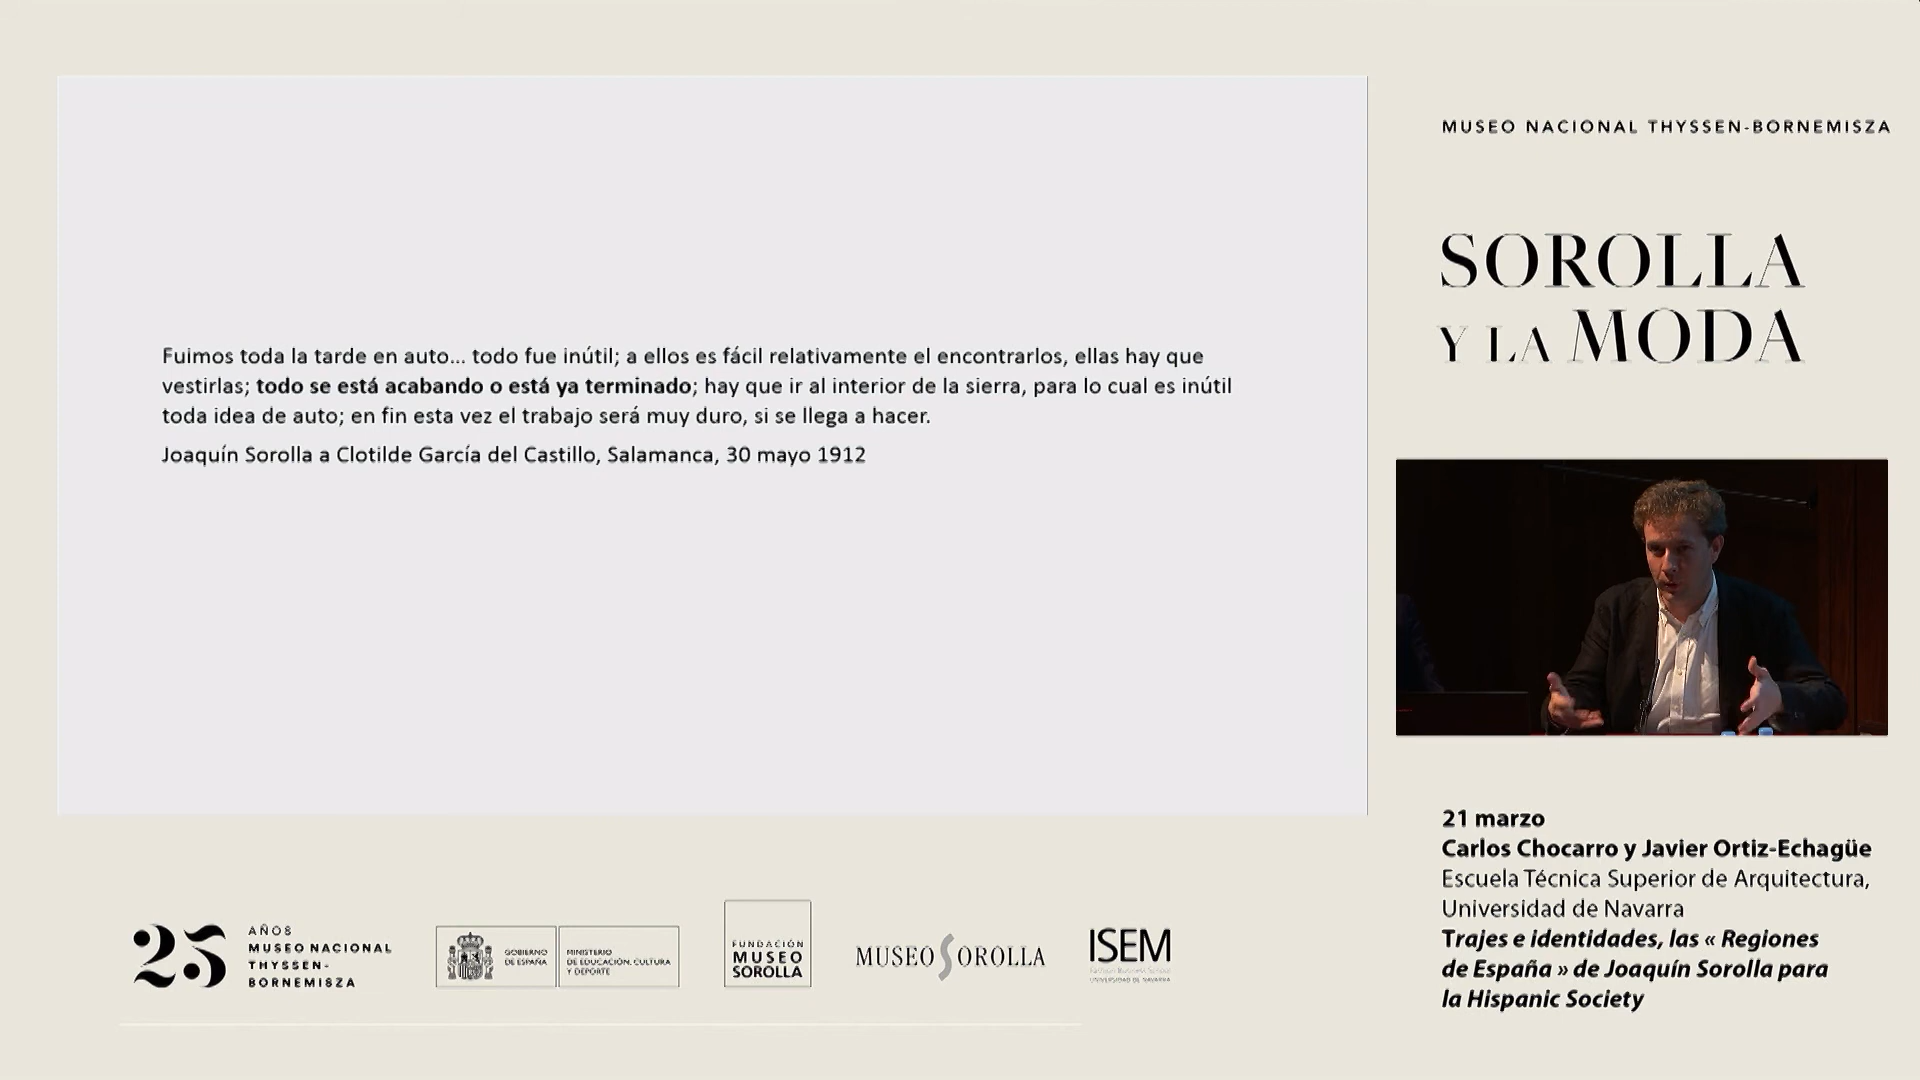 Fuimos toda la tarde en auto... todo fue inútil; a ellos es fácil relativamente el encontrarlos, ellas hay que
vestirlas; todo se está acabando o está ya terminado; hay que ir al interior de la sierra, para lo cual es inútil
toda idea de auto; en fin esta vez el trabajo será muy duro, si se llega a hacer.
Joaquín Sorolla a Clotilde García del Castillo, Salamanca, 30 mayo 1912
MUSEO NACIONAL THYSSEN-BORNEMISZA
SOROLLA
Y LA MODA
21 marzo
Carlos Chocarro y Javier Ortiz-Echagüe
Escuela Técnica Superior de Arquitectura,
Universidad de Navarra
Trajes e identidades, las « Regiones
de España » de Joaquín Sorolla para
la Hispanic Society
25 AÑOS
MUSEO NACIONAL
THYSSEN-
BORNEMISZA
GOBIERNO
DE ESPAÑA
MINISTERIO
DE EDUCACIÓN, CULTURA
Y DEPORTE
FUNDACIÓN
MUSEO
SOROLLA
MUSEO SOROLLA
ISEM
Fashion Business School
UNIVERSIDAD DE NAVARRA